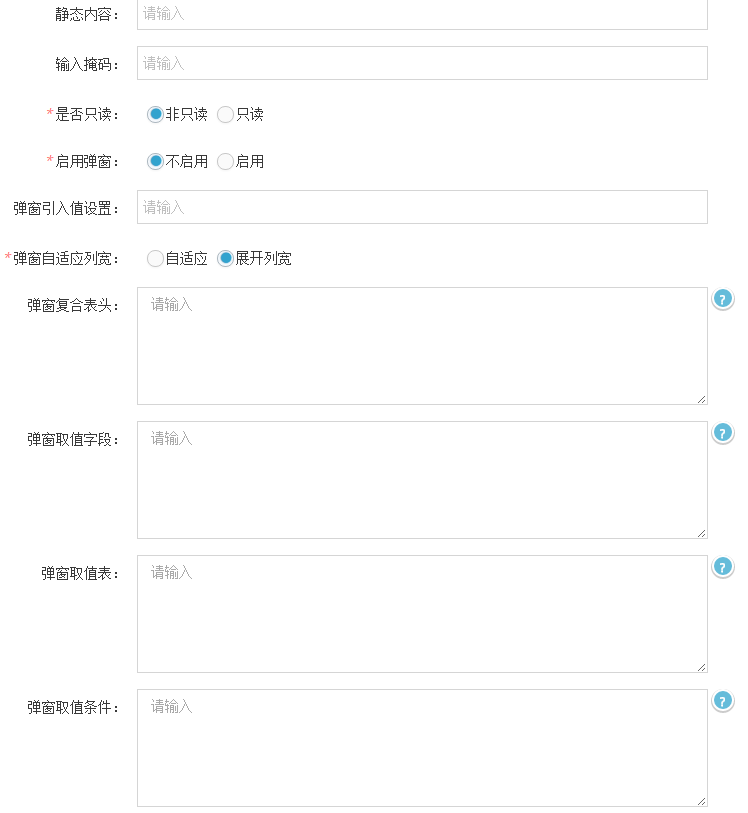 静态内容： 请输入
输入掩码： 请输入
*是否只读： 非只读 只读
*启用弹窗： 不启用 启用
弹窗引入值设置： 请输入
*弹窗自适应列宽： 自适应 展开列宽
弹窗复合表头： 请输入 ?
弹窗取值字段： 请输入 ?
弹窗取值表： 请输入 ?
弹窗取值条件： 请输入 ?